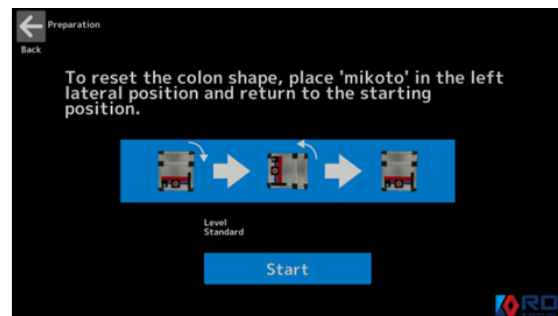 Preparation
Back
To reset the colon shape, place 'mikoto' in the left
lateral position and return to the starting
position.
Level
Standard
Start